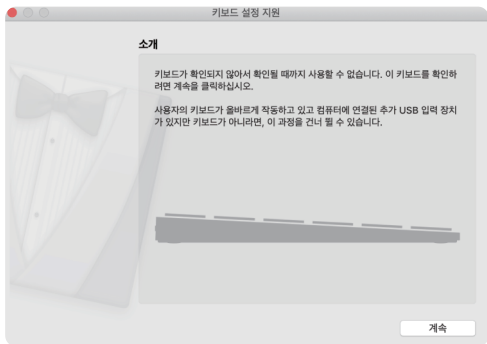 키보드 설정 지원
소개
키보드가 확인되지 않아서 확인될 때까지 사용할 수 없습니다. 이 키보드를 확인하
려면 계속을 클릭하십시오.
사용자의 키보드가 올바르게 작동하고 있고 컴퓨터에 연결된 추가 USB 입력 장치
가 있지만 키보드가 아니라면, 이 과정을 건너 뛸 수 있습니다.
계속